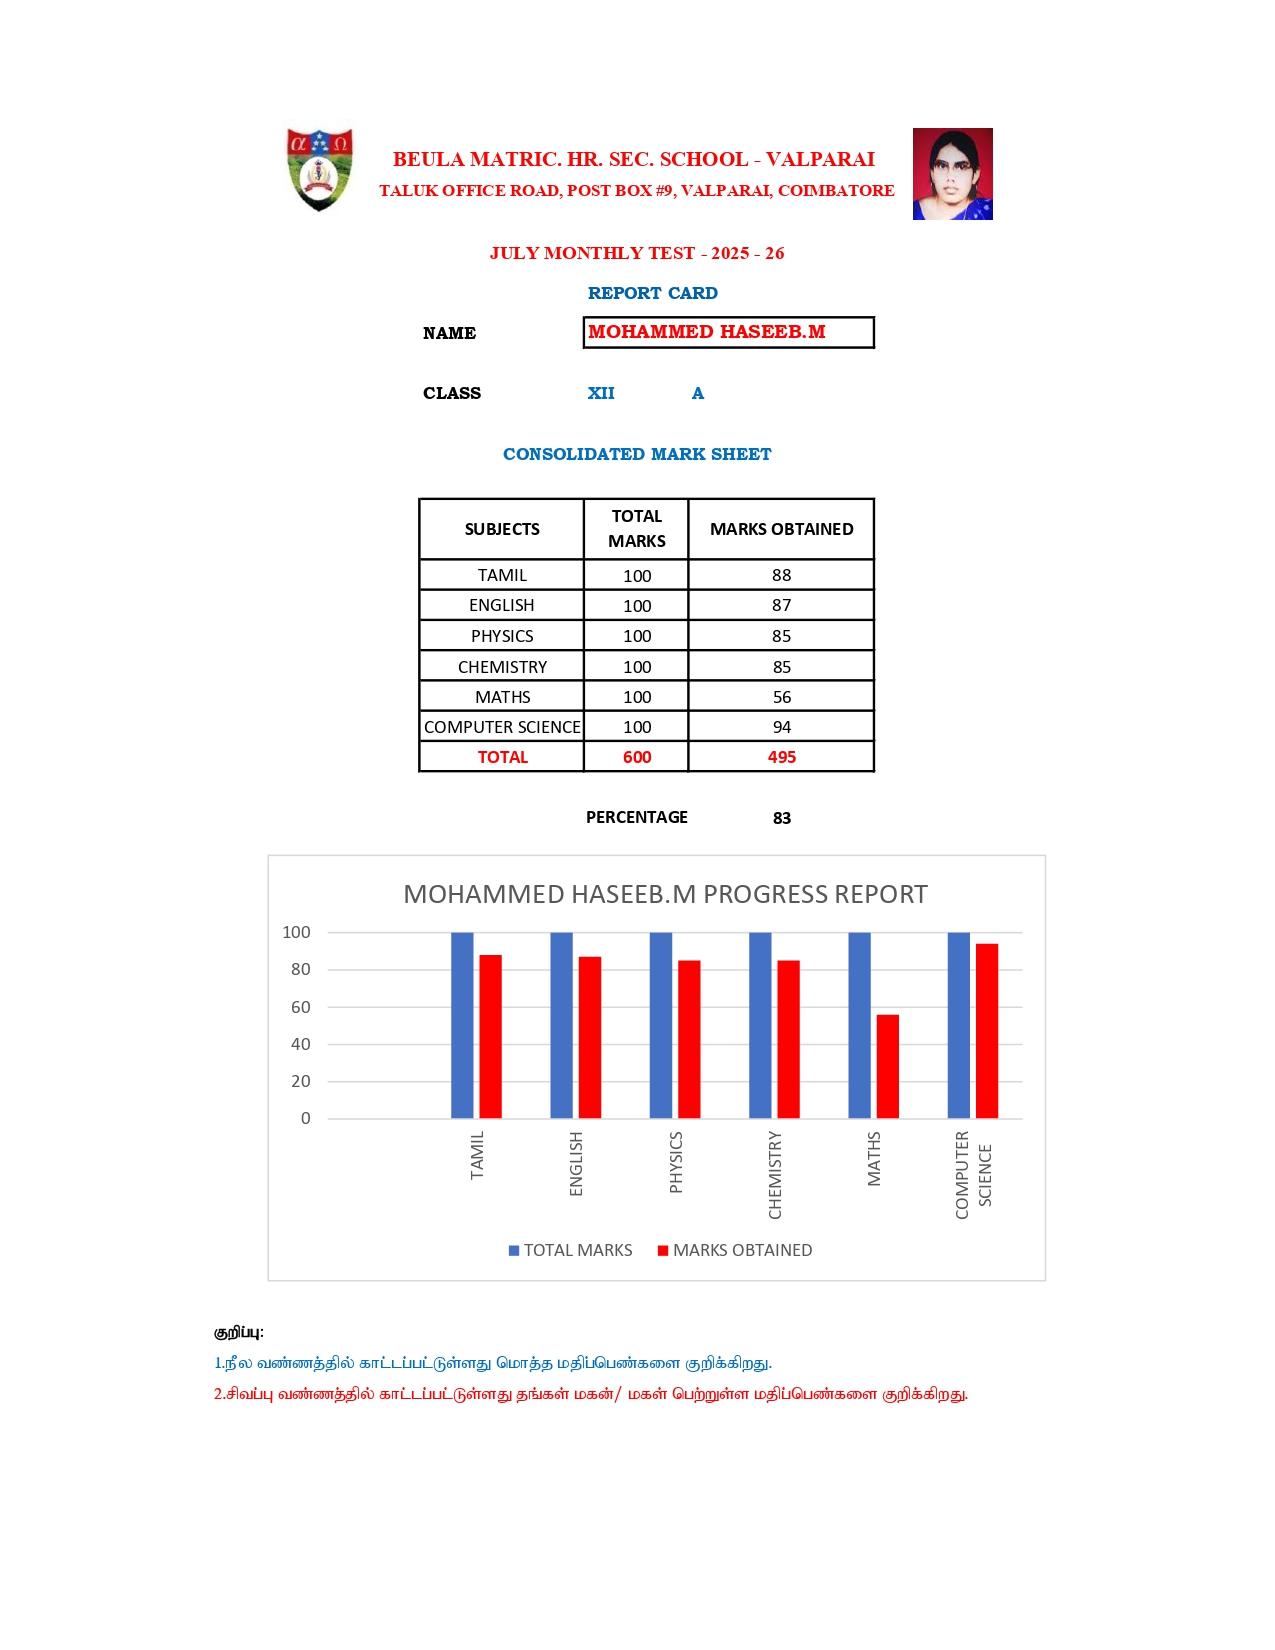 α Ω
BEULA MATRIC. HR. SEC. SCHOOL - VALPARAI
TALUK OFFICE ROAD, POST BOX #9, VALPARAI, COIMBATORE
JULY MONTHLY TEST - 2025 - 26
REPORT CARD
NAME MOHAMMED HASEEB.M
CLASS XII A
CONSOLIDATED MARK SHEET
SUBJECTS TOTAL MARKS MARKS OBTAINED
TAMIL 100 88
ENGLISH 100 87
PHYSICS 100 85
CHEMISTRY 100 85
MATHS 100 56
COMPUTER SCIENCE 100 94
TOTAL 600 495
PERCENTAGE 83
MOHAMMED HASEEB.M PROGRESS REPORT
100
80
60
40
20
0
TAMIL ENGLISH PHYSICS CHEMISTRY MATHS COMPUTER SCIENCE
TOTAL MARKS MARKS OBTAINED
குறிப்பு:
1.நீல வண்ணத்தில் காட்டப்பட்டுள்ளது மொத்த மதிப்பெண்களை குறிக்கிறது.
2.சிவப்பு வண்ணத்தில் காட்டப்பட்டுள்ளது தங்கள் மகன்/ மகள் பெற்றுள்ள மதிப்பெண்களை குறிக்கிறது.